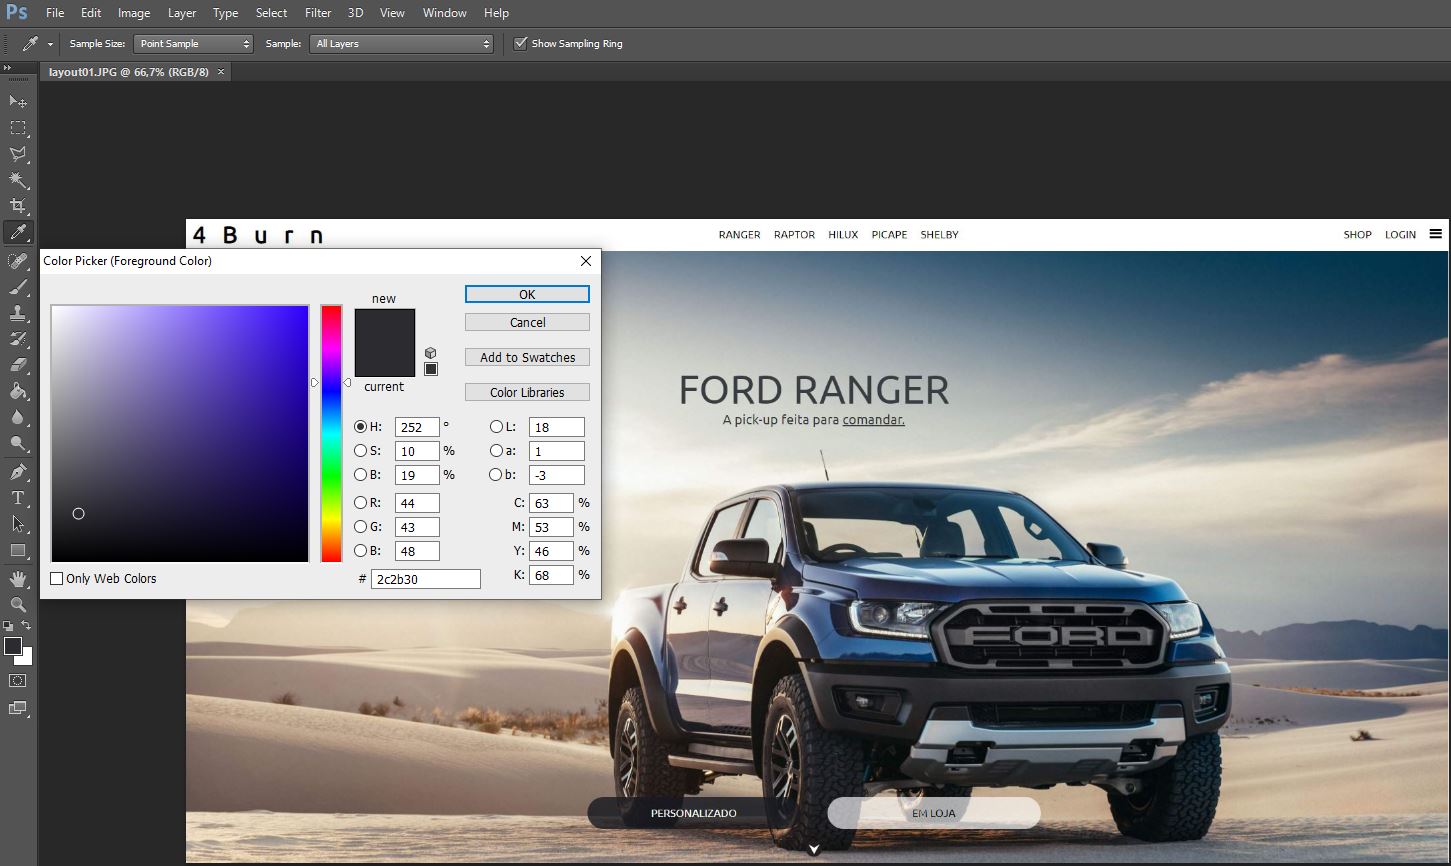 Ps File Edit Image Layer Type Select Filter 3D View Window Help
Sample Size: Point Sample Sample: All Layers Show Sampling Ring
layout01.JPG @ 66,7% (RGB/8) ×
4 B u r n RANGER RAPTOR HILUX PICAPE SHELBY SHOP LOGIN
Color Picker (Foreground Color)
new
current
OK
Cancel
Add to Swatches
Color Libraries
H: 252 ° L: 18
S: 10 % a: 1
B: 19 % b: -3
R: 44 C: 63 %
G: 43 M: 53 %
B: 48 Y: 46 %
K: 68 %
Only Web Colors # 2c2b30
T
FORD RANGER
A pick-up feita para comandar.
FORD
PERSONALIZADO EM LOJA